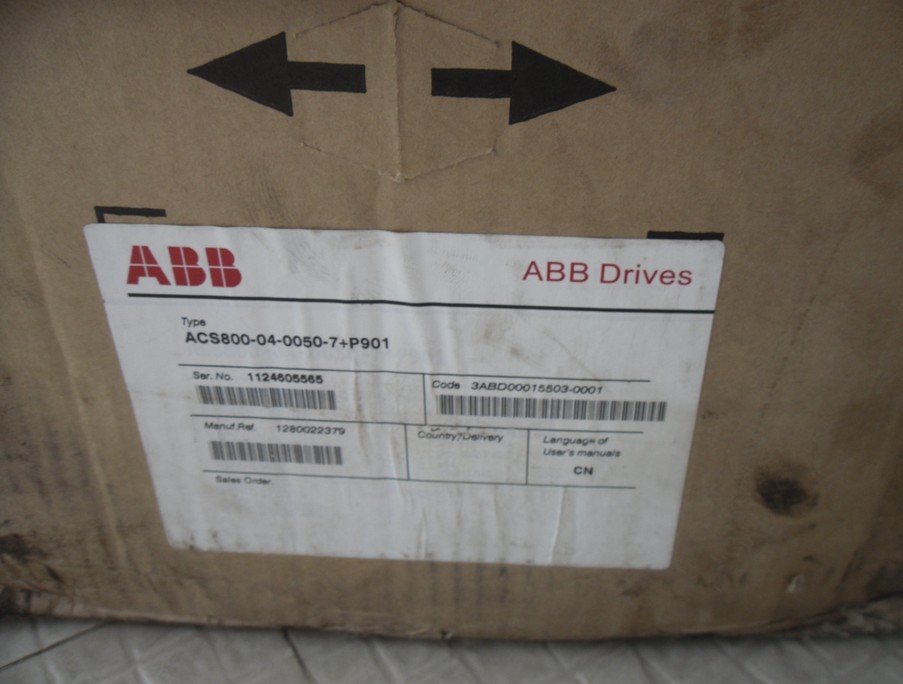 ABB
ABB Drives
Type
ACS800-04-0050-7+P901
Ser. No. 1124605565
Code 3ABD00015503-0001
Manuf.Ref. 1280022379
Country/Delivery
Language of
User's manuals
CN
Sales Order